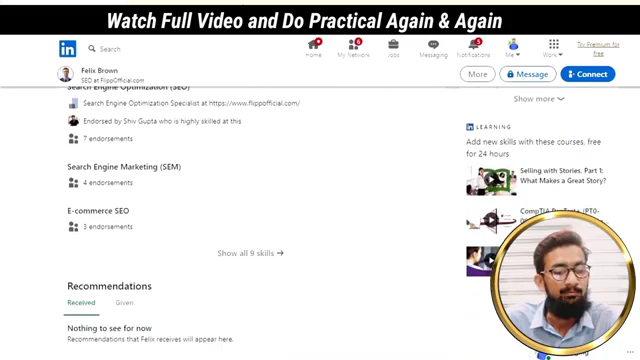 Watch Full Video and Do Practical Again & Again
in
Search
Home
My Network
Jobs
Messaging
Notifications
Me
Work
Try Premium for free
Felix Brown
SEO at FlippOfficial.com
More
Message
Connect
Search Engine Optimization (SEO)
Search Engine Optimization Specialist at https://www.flippofficial.com/
Endorsed by Shiv Gupta who is highly skilled at this
7 endorsements
Search Engine Marketing (SEM)
4 endorsements
E-commerce SEO
3 endorsements
Show all 9 skills
Recommendations
Received
Given
Nothing to see for now
Recommendations that Felix receives will appear here.
Show more
in LEARNING
Add new skills with these courses, free
for 24 hours
Selling with Stories, Part 1:
What Makes a Great Story?